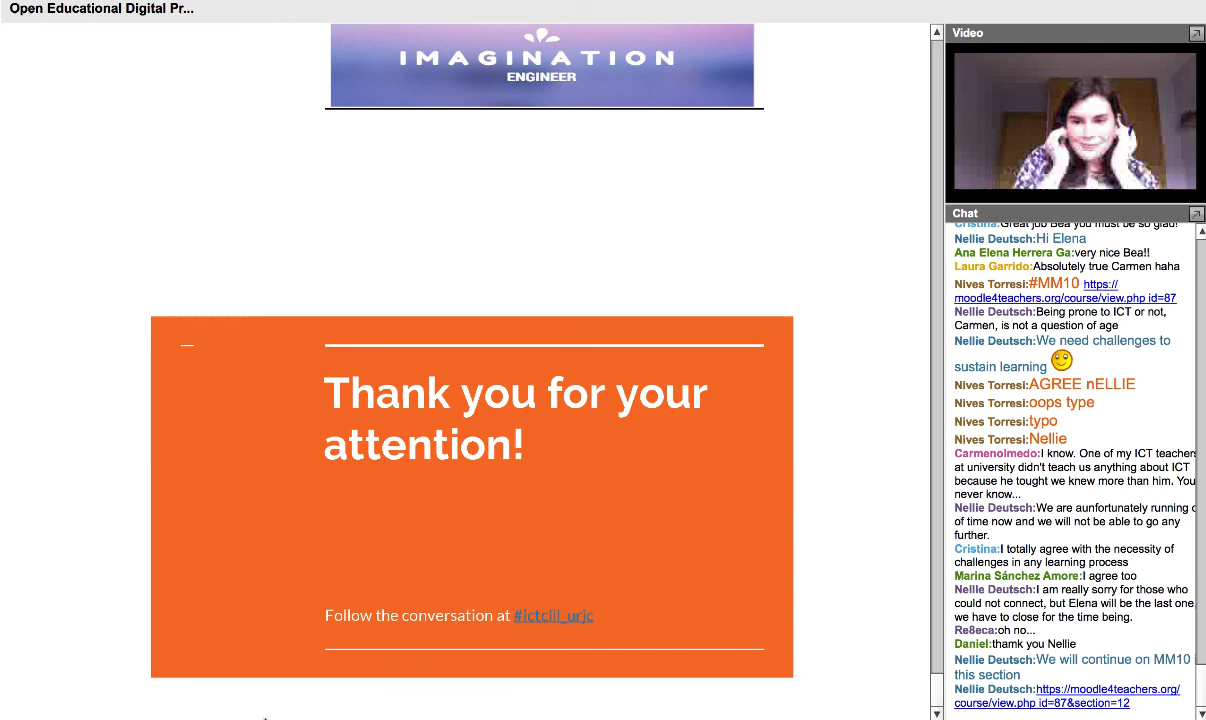 Open Educational Digital Pr...
IMAGINATION
ENGINEER
Thank you for your
attention!
Follow the conversation at #ictclil_urjc
Video
Chat
Cristina:Great job Bea you must be so glad!
Nellie Deutsch:Hi Elena
Ana Elena Herrera Ga:very nice Bea!!
Laura Garrido:Absolutely true Carmen haha
Nives Torresi:#MM10 https://
moodle4teachers.org/course/view.php id=87
Nellie Deutsch:Being prone to ICT or not,
Carmen, is not a question of age
Nellie Deutsch:We need challenges to
sustain learning
Nives Torresi:AGREE nELLIE
Nives Torresi:oops type
Nives Torresi:typo
Nives Torresi:Nellie
Carmenolmedo:I know. One of my ICT teachers
at university didn't teach us anything about ICT
because he tought we knew more than him. You
never know...
Nellie Deutsch:We are aunfortunately running
of time now and we will not be able to go any
further.
Cristina:I totally agree with the necessity of
challenges in any learning process
Marina Sánchez Amore:I agree too
Nellie Deutsch:I am really sorry for those who
could not connect, but Elena will be the last one,
we have to close for the time being.
Re8eca:oh no...
Daniel:thank you Nellie
Nellie Deutsch:We will continue on MM10
this section
Nellie Deutsch:https://moodle4teachers.org/
course/view.php id=87&section=12